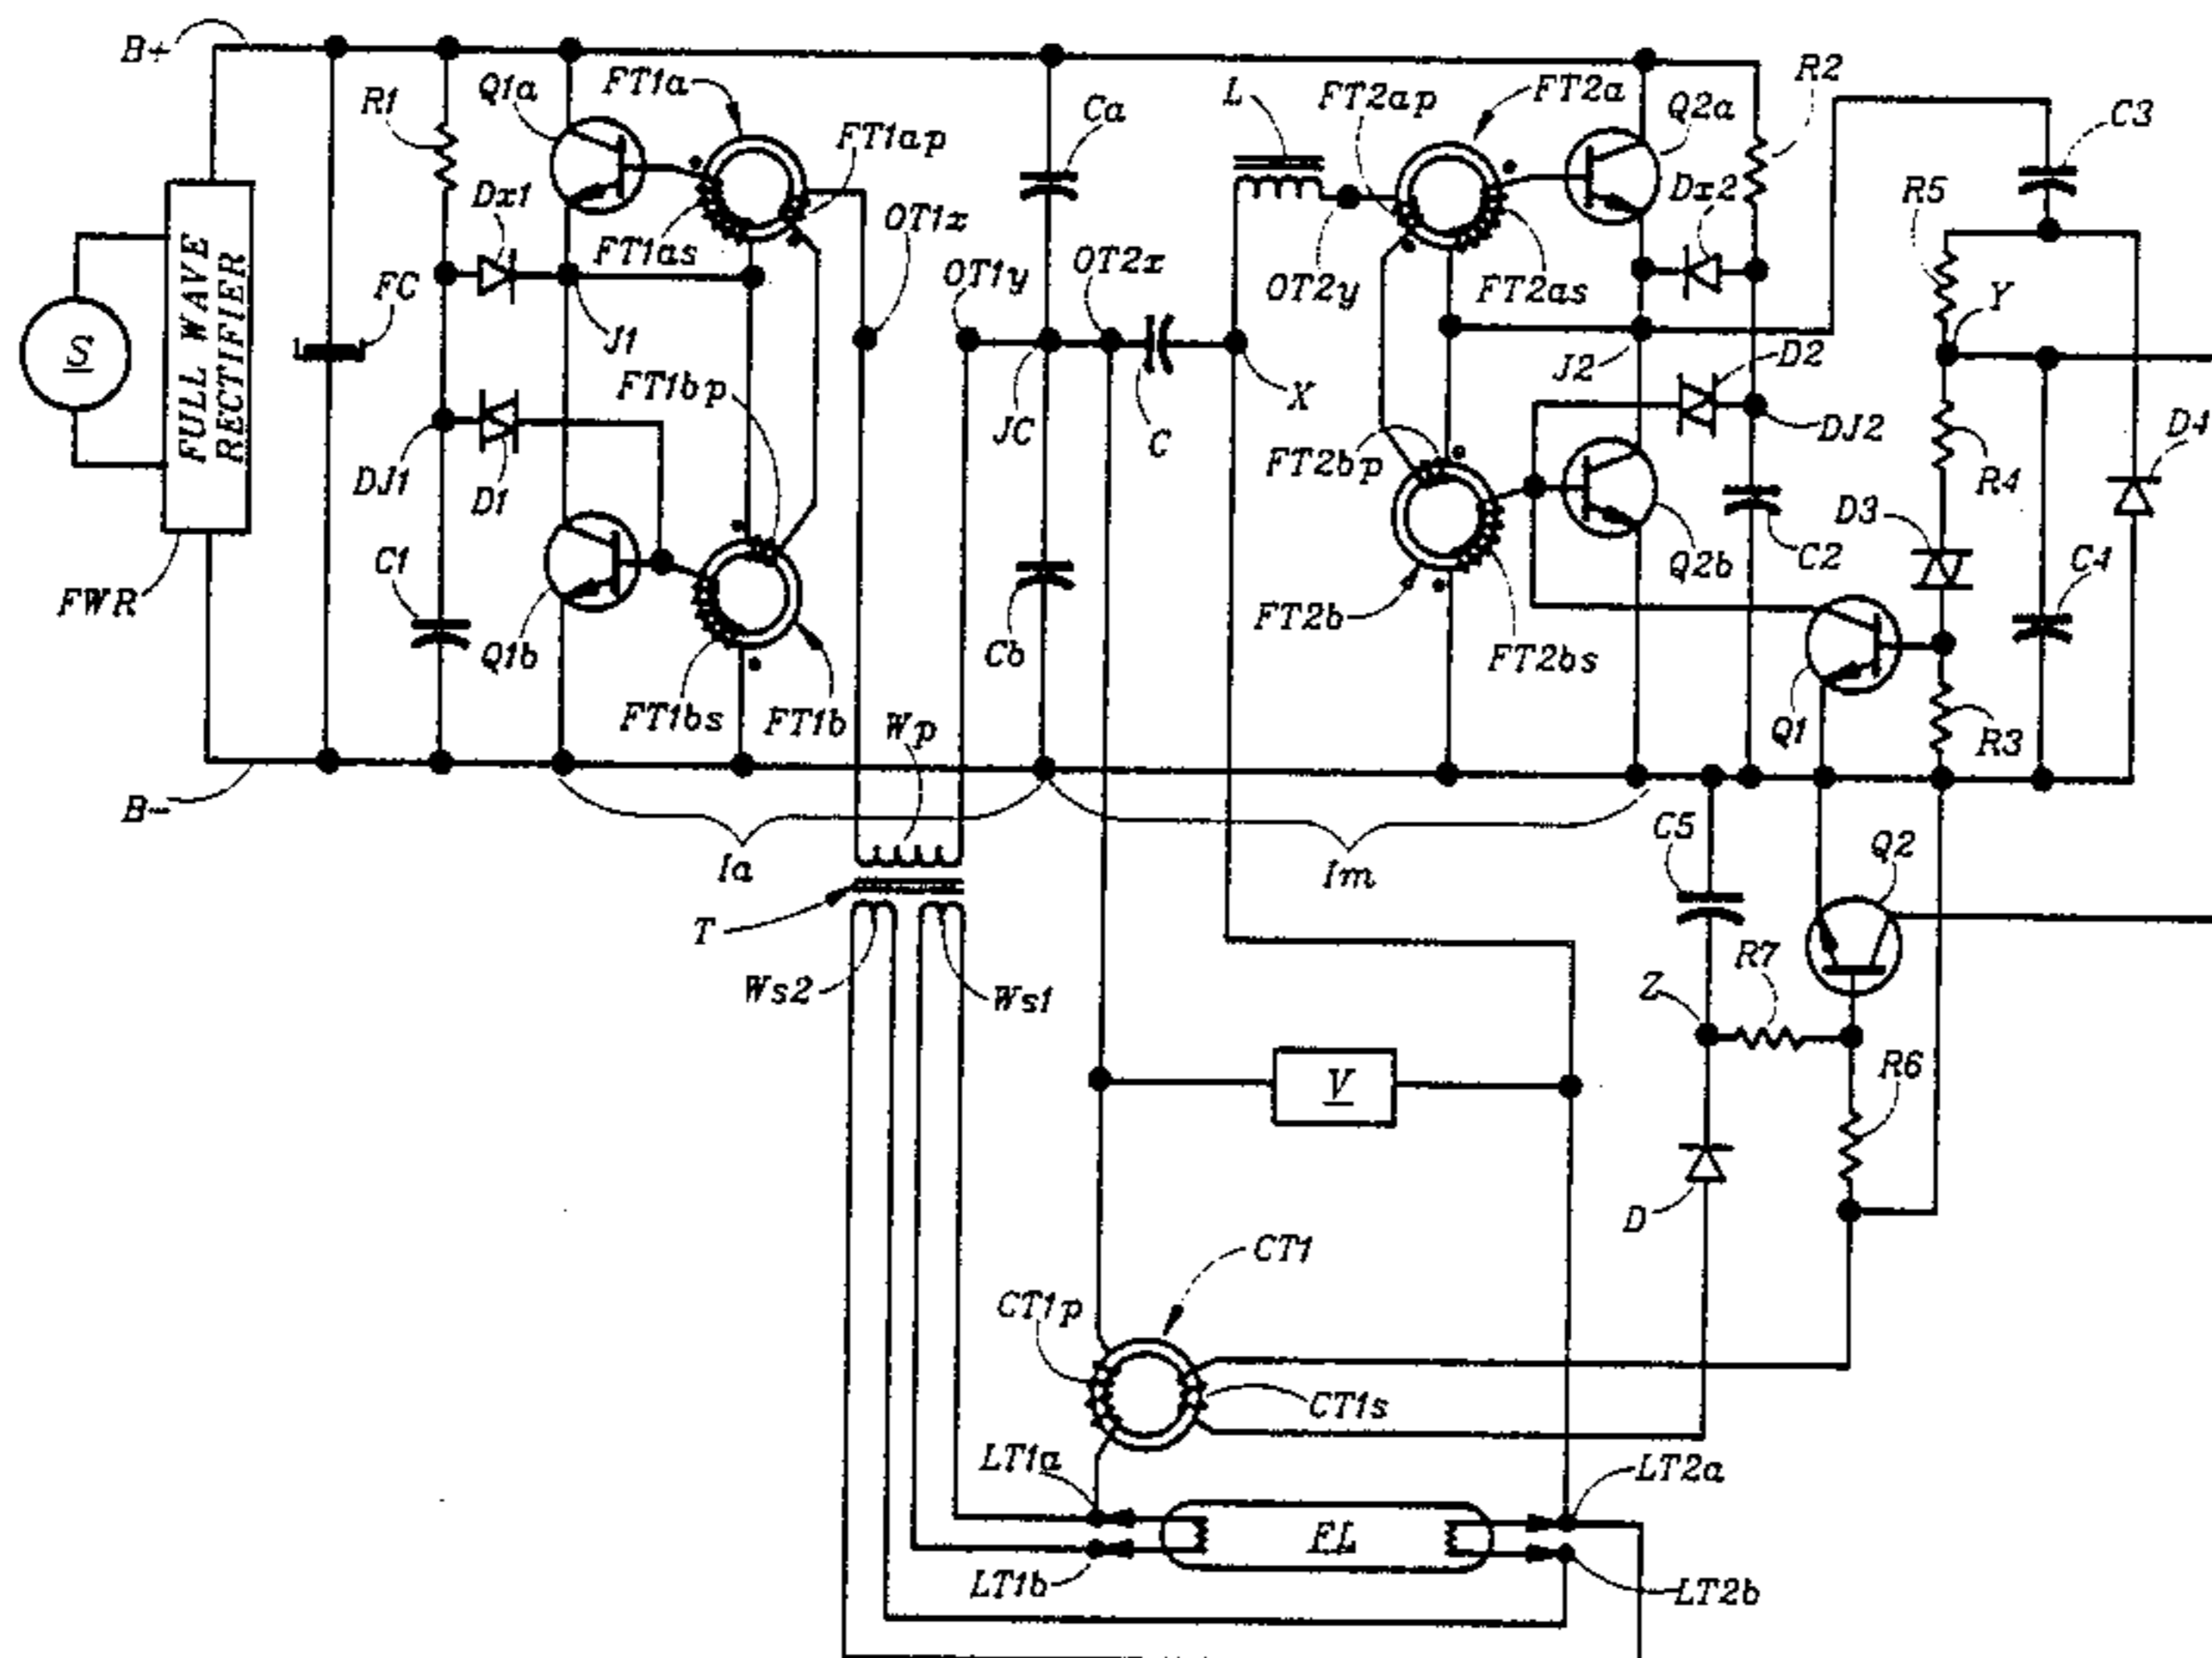 B+
Q1a
FT1a
R1
FT1ap
Ca
L
FT2ap
FT2a
Q2a
R2
C3
Dx1
FT1as
OT1x
OT1y
OT2x
OT2y
FT2as
Dx2
R5
Y
FULL WAVE
RECTIFIER
S
FC
J1
FT1bp
JC
C
X
J2
D2
DJ2
DJ1
D1
FT2bp
R4
D4
D3
C1
FWR
Q1b
FT1bs
FT1b
Wp
Cb
FT2b
FT2bs
Q2b
C2
C4
Q1
R3
B-
Ia
Im
C5
Q2
T
Ws2
Ws1
Z
R7
V
R6
D
CT1
CT1p
CT1s
LT1a
LT2a
FL
LT1b
LT2b